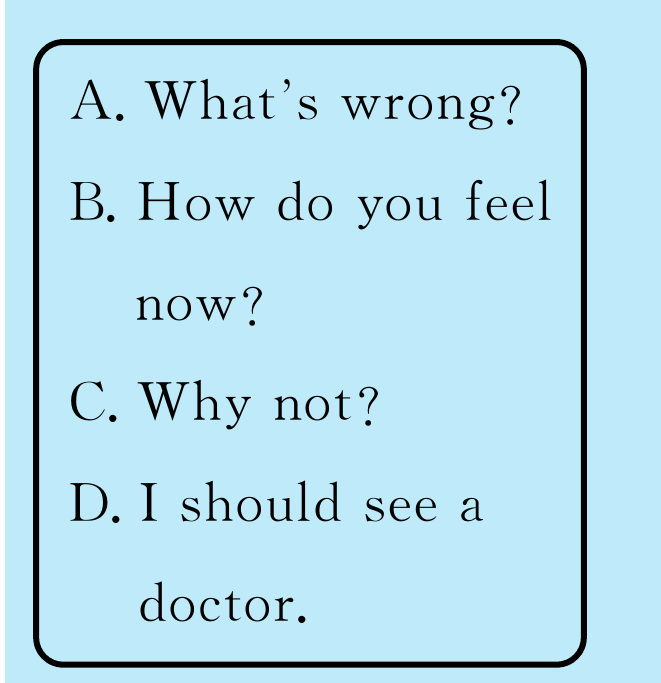 A. What's wrong?
B. How do you feel
now?
C. Why not?
D. I should see a
doctor.